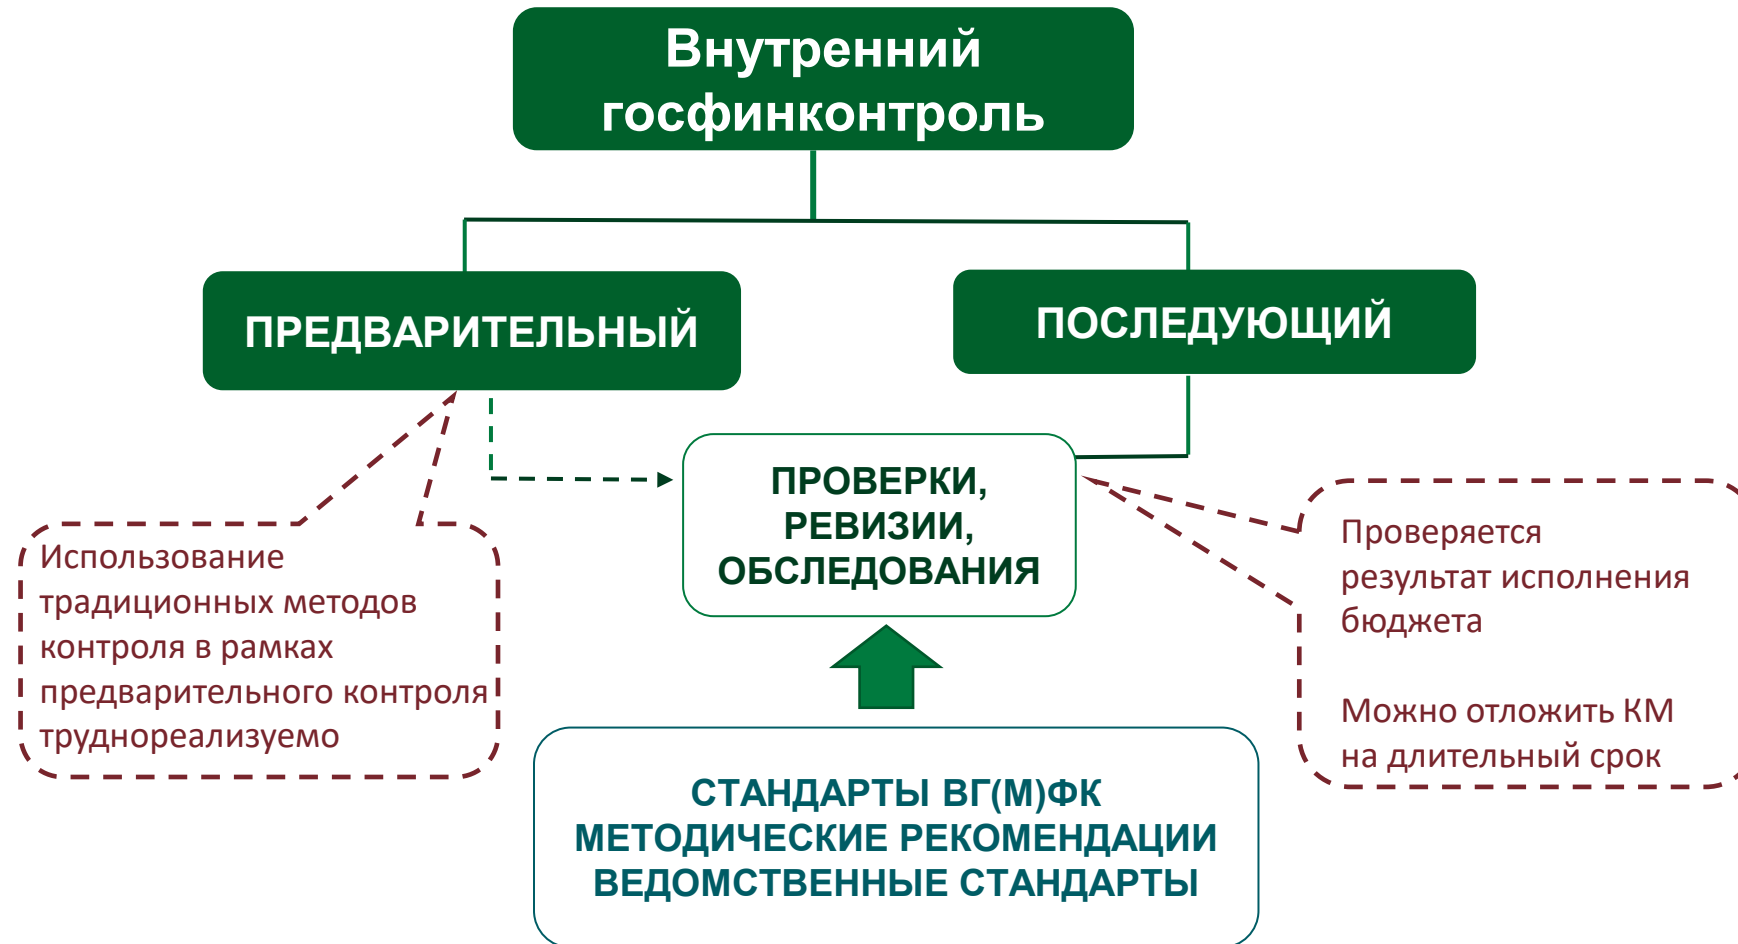 Внутренний
госфинконтроль
ПРЕДВАРИТЕЛЬНЫЙ
ПОСЛЕДУЮЩИЙ
ПРОВЕРКИ,
РЕВИЗИИ,
ОБСЛЕДОВАНИЯ
Использование
традиционных методов
контроля в рамках
предварительного контроля
труднореализуемо
Проверяется
результат исполнения
бюджета
Можно отложить КМ
на длительный срок
СТАНДАРТЫ ВГ(М)ФК
МЕТОДИЧЕСКИЕ РЕКОМЕНДАЦИИ
ВЕДОМСТВЕННЫЕ СТАНДАРТЫ